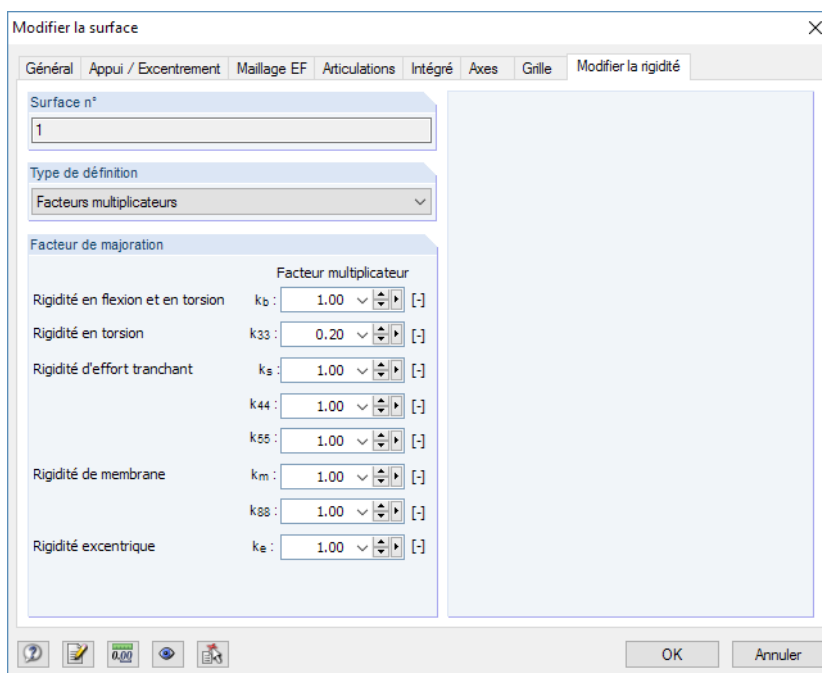 Modifier la surface
Général Appui / Excentrement Maillage EF Articulations Intégré Axes Grille Modifier la rigidité
Surface n°
1
Type de définition
Facteurs multiplicateurs
Facteur de majoration
Facteur multiplicateur
Rigidité en flexion et en torsion kb : 1.00 [-]
Rigidité en torsion k33 : 0.20 [-]
Rigidité d'effort tranchant ks : 1.00 [-]
k44 : 1.00 [-]
k55 : 1.00 [-]
Rigidité de membrane km : 1.00 [-]
k88 : 1.00 [-]
Rigidité excentrique ke : 1.00 [-]
0.00 OK Annuler